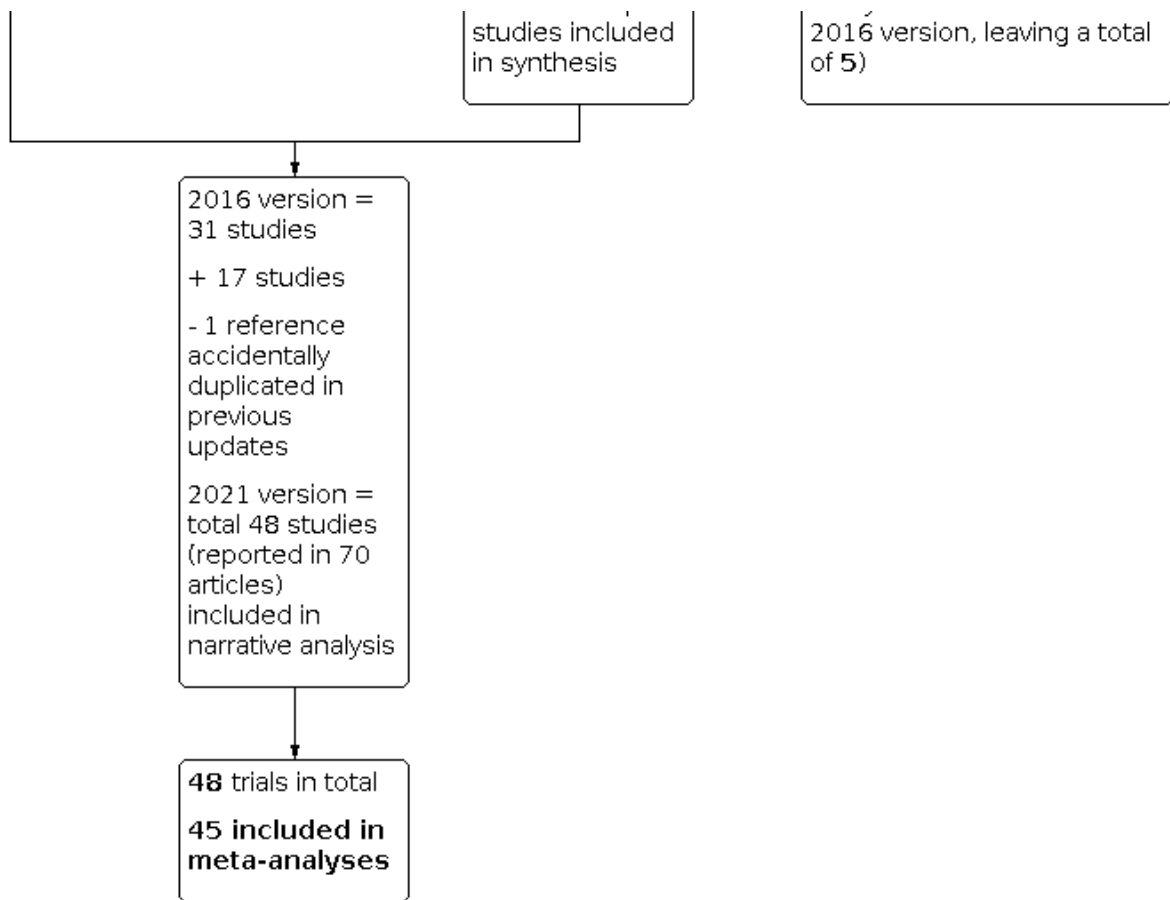 studies included
in synthesis
2016 version, leaving a total
of 5)
2016 version =
31 studies
+ 17 studies
- 1 reference
accidentally
duplicated in
previous
updates
2021 version =
total 48 studies
(reported in 70
articles)
included in
narrative analysis
48 trials in total
45 included in
meta-analyses